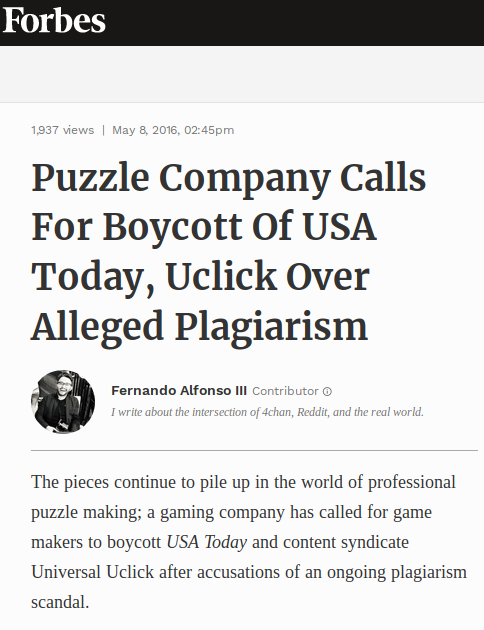 Forbes
1,937 views | May 8, 2016, 02:45pm
Puzzle Company Calls
For Boycott Of USA
Today, Uclick Over
Alleged Plagiarism
Fernando Alfonso III Contributor
I write about the intersection of 4chan, Reddit, and the real world.
The pieces continue to pile up in the world of professional
puzzle making; a gaming company has called for game
makers to boycott USA Today and content syndicate
Universal Uclick after accusations of an ongoing plagiarism
scandal.